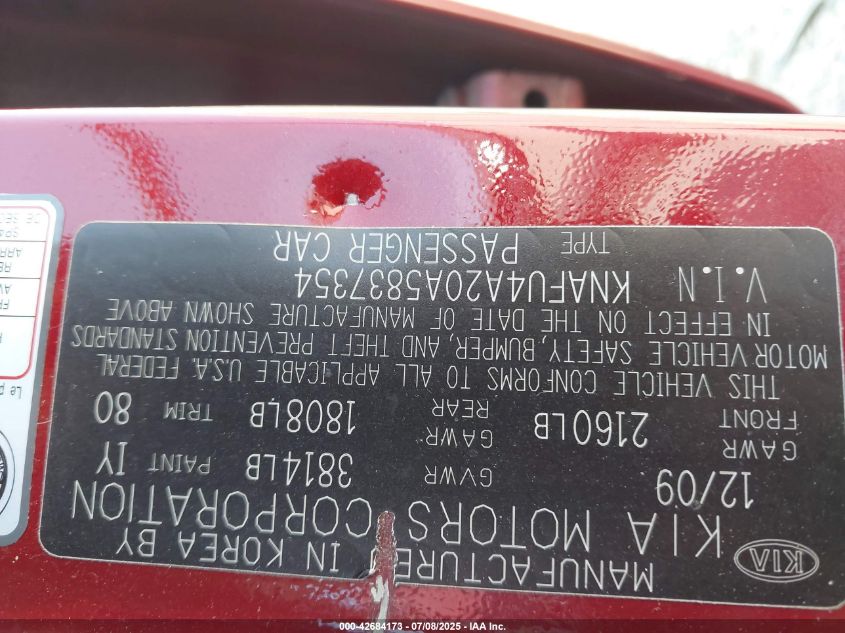 MANUFACTURED IN KOREA BY
KIA KIA MOTORS CORPORATION
12/09 GVWR 3814LB PAINT IY
GAWR FRONT 2160LB GAWR REAR 1808LB TRIM 80
THIS VEHICLE CONFORMS TO ALL APPLICABLE U.S.A. FEDERAL
MOTOR VEHICLE SAFETY, BUMPER, AND THEFT PREVENTION STANDARDS
IN EFFECT ON THE DATE OF MANUFACTURE SHOWN ABOVE
V.I.N KNAFU4A20A5837354
TYPE PASSENGER CAR
Le p
000-42684173 - 07/08/2025 - IAA Inc.